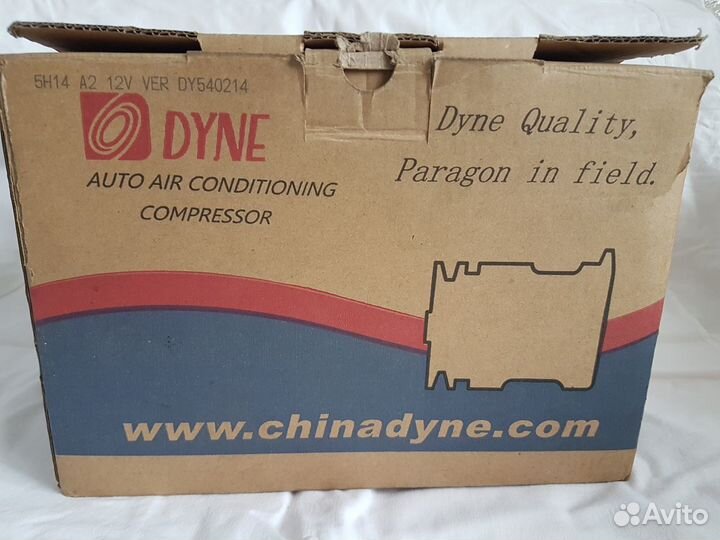 5H14 A2 12V VER DY540214
DYNE
AUTO AIR CONDITIONING
COMPRESSOR
Dyne Quality,
Paragon in field.
www.chinadyne.com
Avito